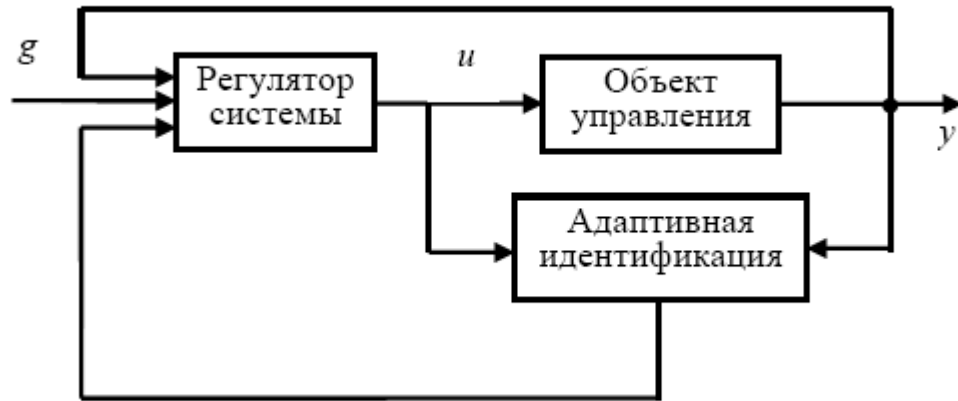 g
Регулятор
системы
u
Объект
управления
y
Адаптивная
идентификация